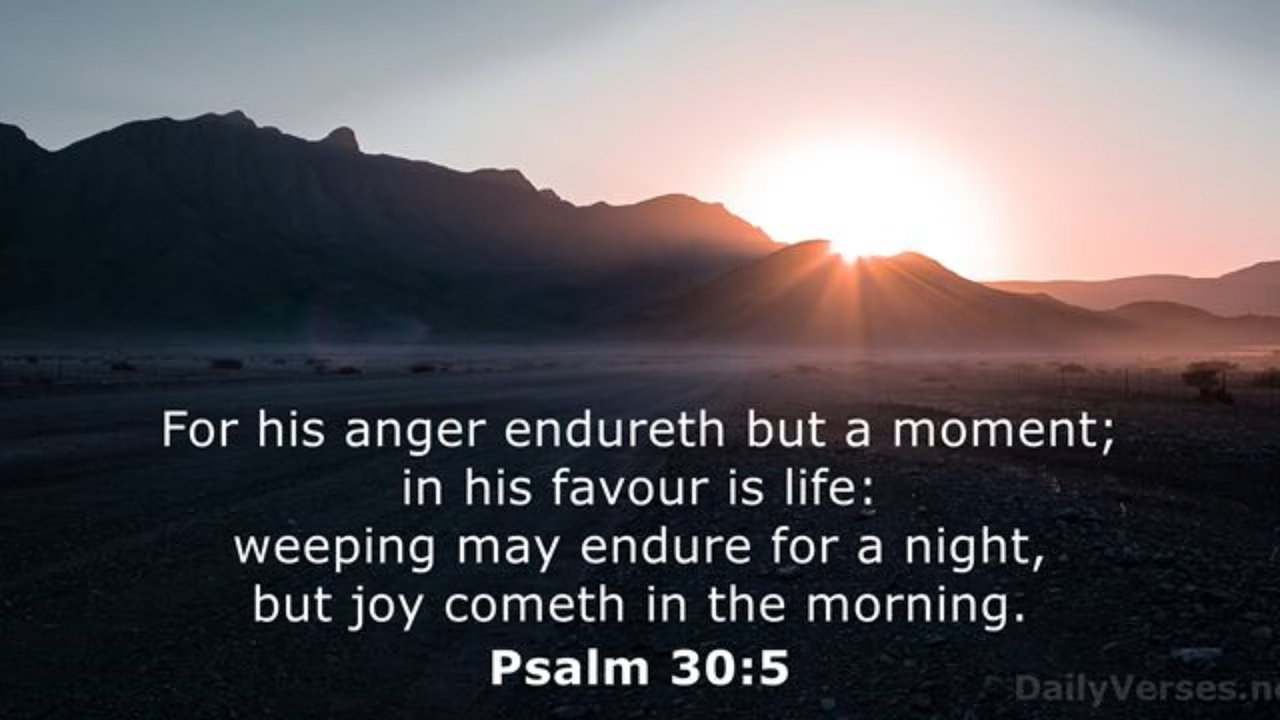 For his anger endureth but a moment;
in his favour is life:
weeping may endure for a night,
but joy cometh in the morning.
Psalm 30:5
DailyVerses.ne